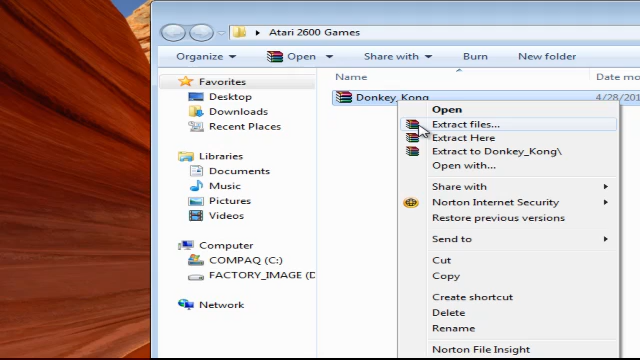 Atari 2600 Games
Organize Open Share with Burn New folder
Favorites
Desktop
Downloads
Recent Places
Libraries
Documents
Music
Pictures
Videos
Computer
COMPAQ (C:)
FACTORY_IMAGE (D
Network
Name Date mo
Donkey_Kong 4/28/201
Open
Extract files...
Extract Here
Extract to Donkey_Kong\
Open with...
Share with
Norton Internet Security
Restore previous versions
Send to
Cut
Copy
Create shortcut
Delete
Rename
Norton File Insight